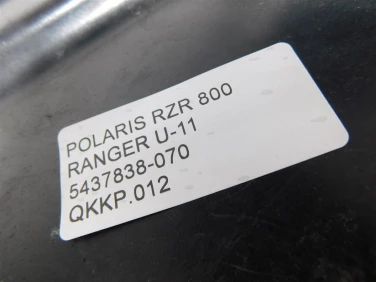 POLARIS RZR 800
RANGER U-11
5437838-070
QKKP.012